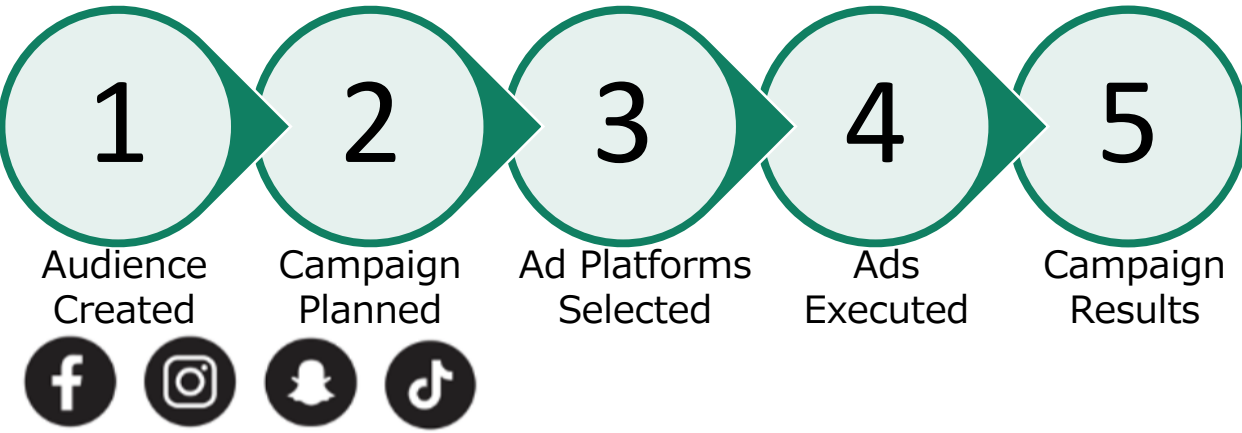 1
2
3
4
5
Audience
Created
Campaign
Planned
Ad Platforms
Selected
Ads
Executed
Campaign
Results